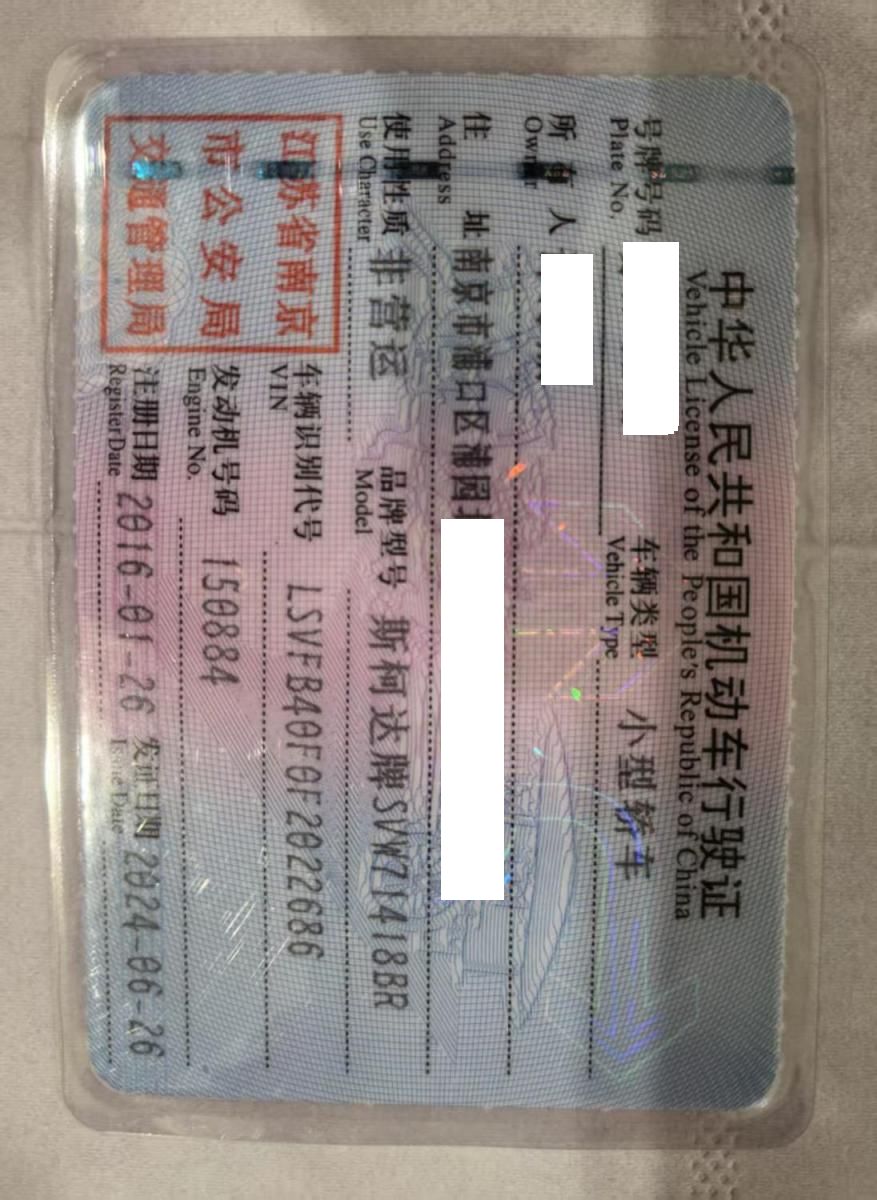 中华人民共和国机动车行驶证
Vehicle License of the People's Republic of China
号牌号码
Plate No.
车辆类型 小型轿车
Vehicle Type
所有人
Owner
住址 南京市浦口区浦园
Address
使用性质 非营运
Use Character
品牌型号 斯柯达牌SVW71418BR
Model
江苏省南京
市公安局
交通管理局
车辆识别代号 LSVFB40F0F2022686
VIN
发动机号码 150884
Engine No.
注册日期 2016-01-26
Register Date
发证日期 2024-06-26
Issue Date